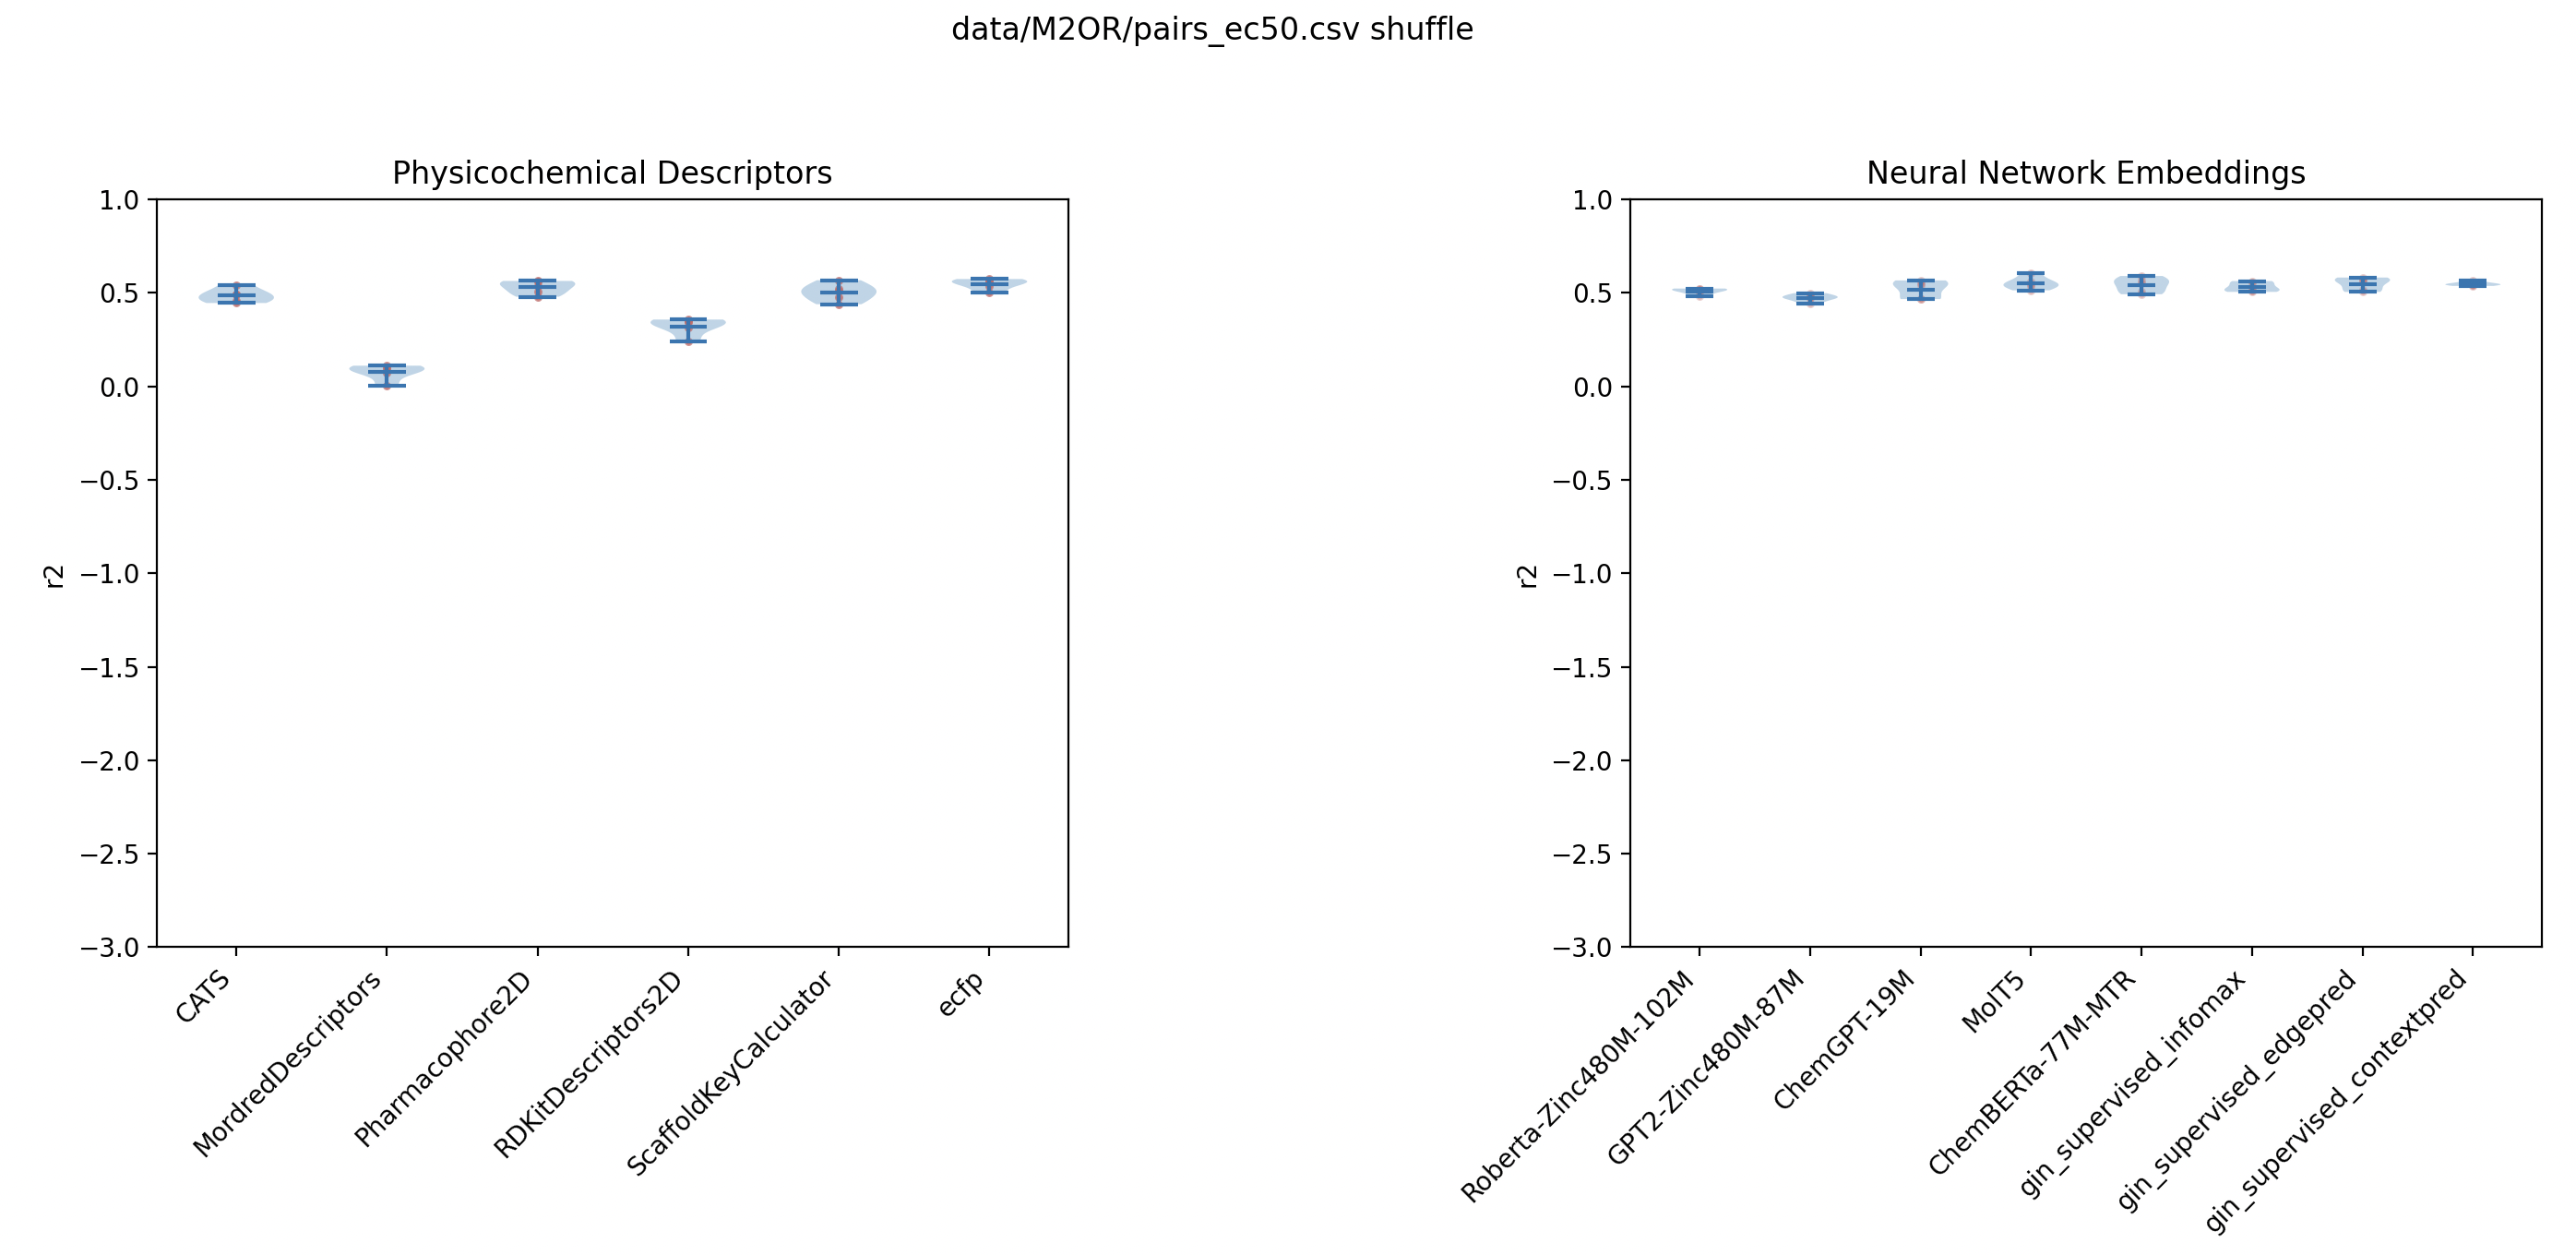 data/M2OR/pairs_ec50.csv shuffle
Physicochemical Descriptors
1.0
0.5
0.0
−0.5
−1.0
−1.5
−2.0
−2.5
−3.0
r2
CATS
MordredDescriptors
Pharmacophore2D
RDKitDescriptors2D
ScaffoldKeyCalculator
ecfp
Neural Network Embeddings
1.0
0.5
0.0
−0.5
−1.0
−1.5
−2.0
−2.5
−3.0
r2
Roberta-Zinc480M-102M
GPT2-Zinc480M-87M
ChemGPT-19M
MolT5
ChemBERTa-77M-MTR
gin_supervised_infomax
gin_supervised_edgepred
gin_supervised_contextpred